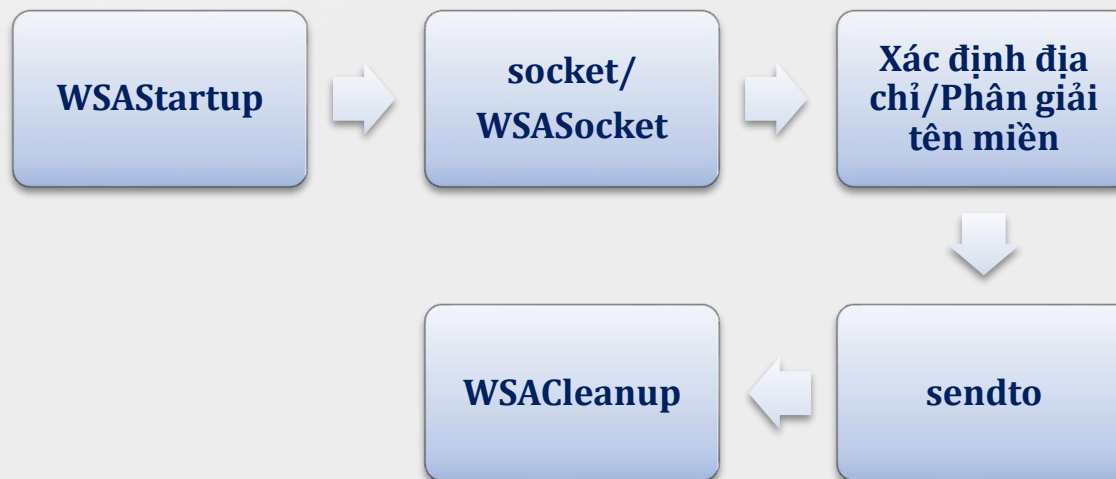 WSAStartup
socket/
WSASocket
Xác định địa
chỉ/Phân giải
tên miền
WSACleanup
sendto